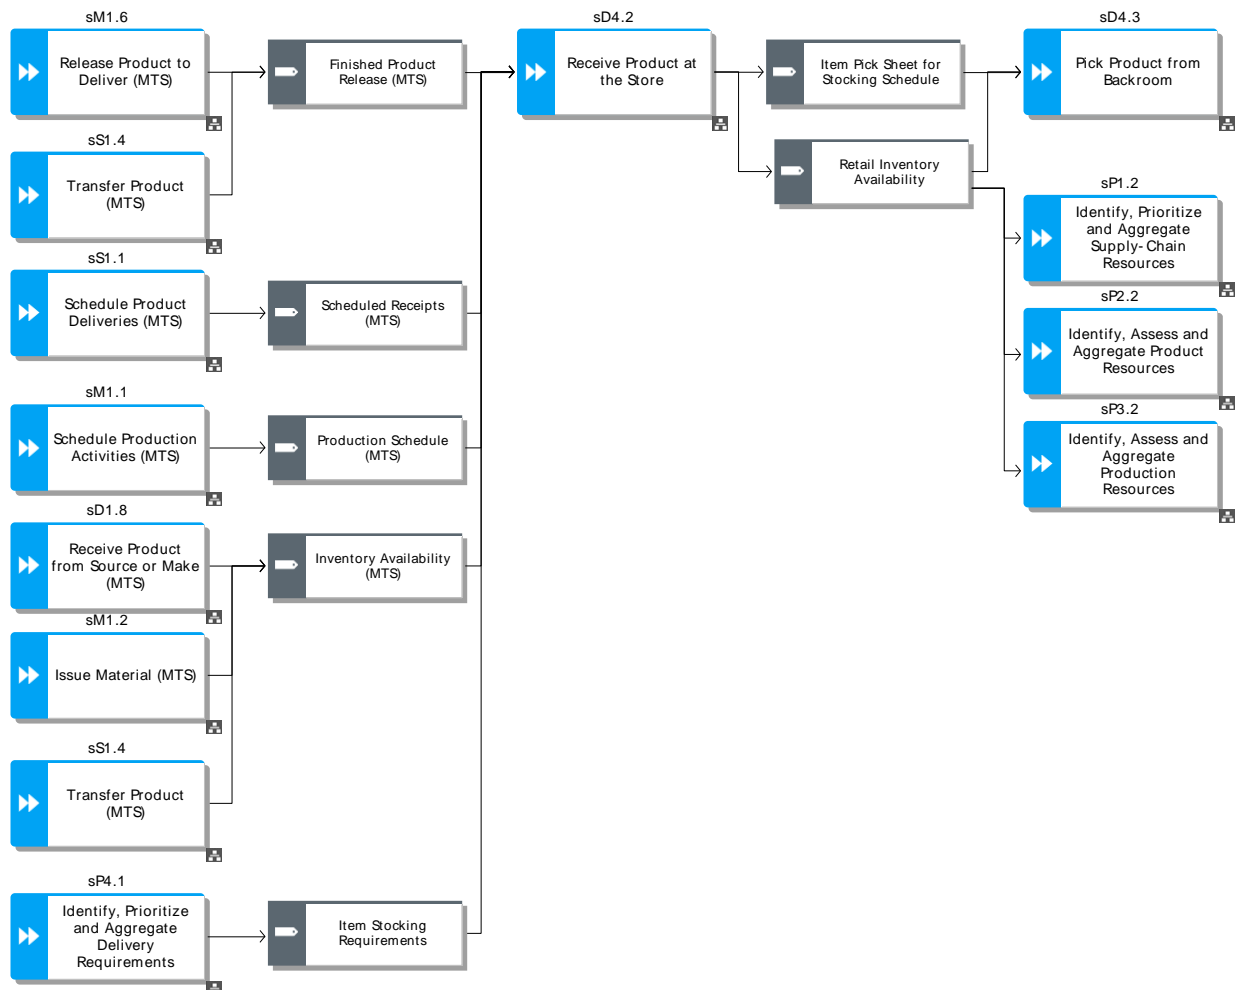 sM1.6
Release Product to
Deliver (MTS)
Finished Product
Release (MTS)
sD4.2
Receive Product at
the Store
Item Pick Sheet for
Stocking Schedule
sD4.3
Pick Product from
Backroom
sS1.4
Transfer Product
(MTS)
Retail Inventory
Availability
sP1.2
Identify, Prioritize
and Aggregate
Supply-Chain
Resources
sS1.1
Schedule Product
Deliveries (MTS)
Scheduled Receipts
(MTS)
sP2.2
Identify, Assess and
Aggregate Product
Resources
sM1.1
Schedule Production
Activities (MTS)
Production Schedule
(MTS)
sP3.2
Identify, Assess and
Aggregate
Production
Resources
sD1.8
Receive Product
from Source or Make
(MTS)
Inventory Availability
(MTS)
sM1.2
Issue Material (MTS)
sS1.4
Transfer Product
(MTS)
sP4.1
Identify, Prioritize
and Aggregate
Delivery
Requirements
Item Stocking
Requirements